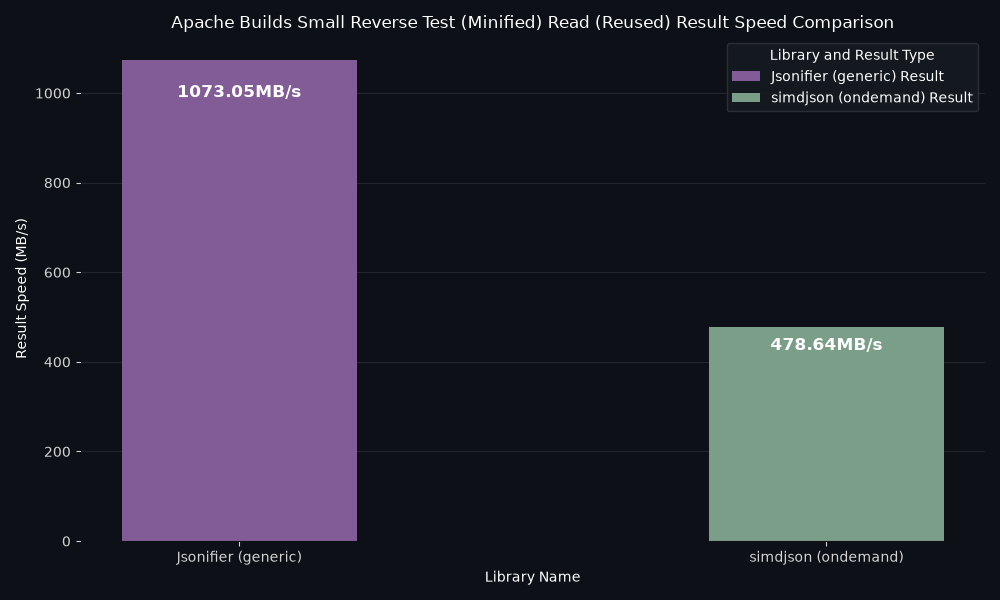 Apache Builds Small Reverse Test (Minified) Read (Reused) Result Speed Comparison
Library and Result Type
Jsonifier (generic) Result
simdjson (ondemand) Result
1073.05MB/s
478.64MB/s
Result Speed (MB/s)
1000
800
600
400
200
0
Jsonifier (generic)
simdjson (ondemand)
Library Name